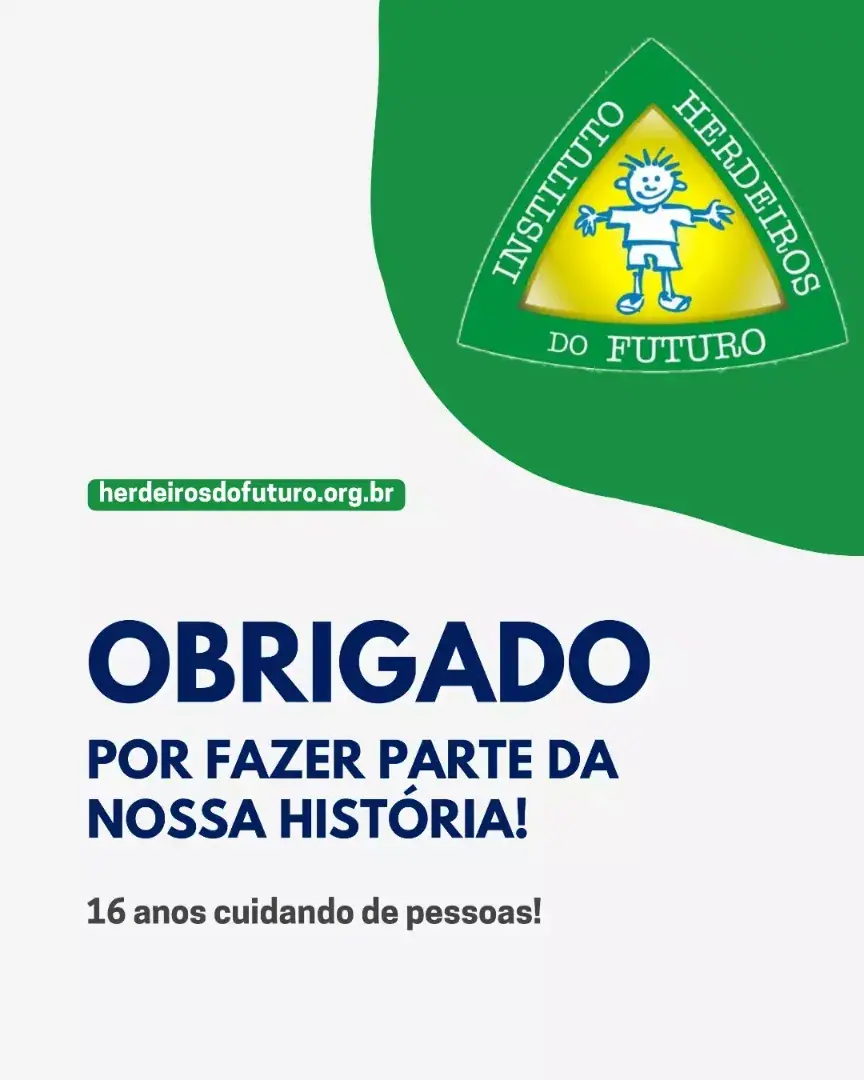 INSTITUTO HERDEIROS
DO FUTURO
herdeirosdofuturo.org.br
OBRIGADO
POR FAZER PARTE DA
NOSSA HISTÓRIA!
16 anos cuidando de pessoas!